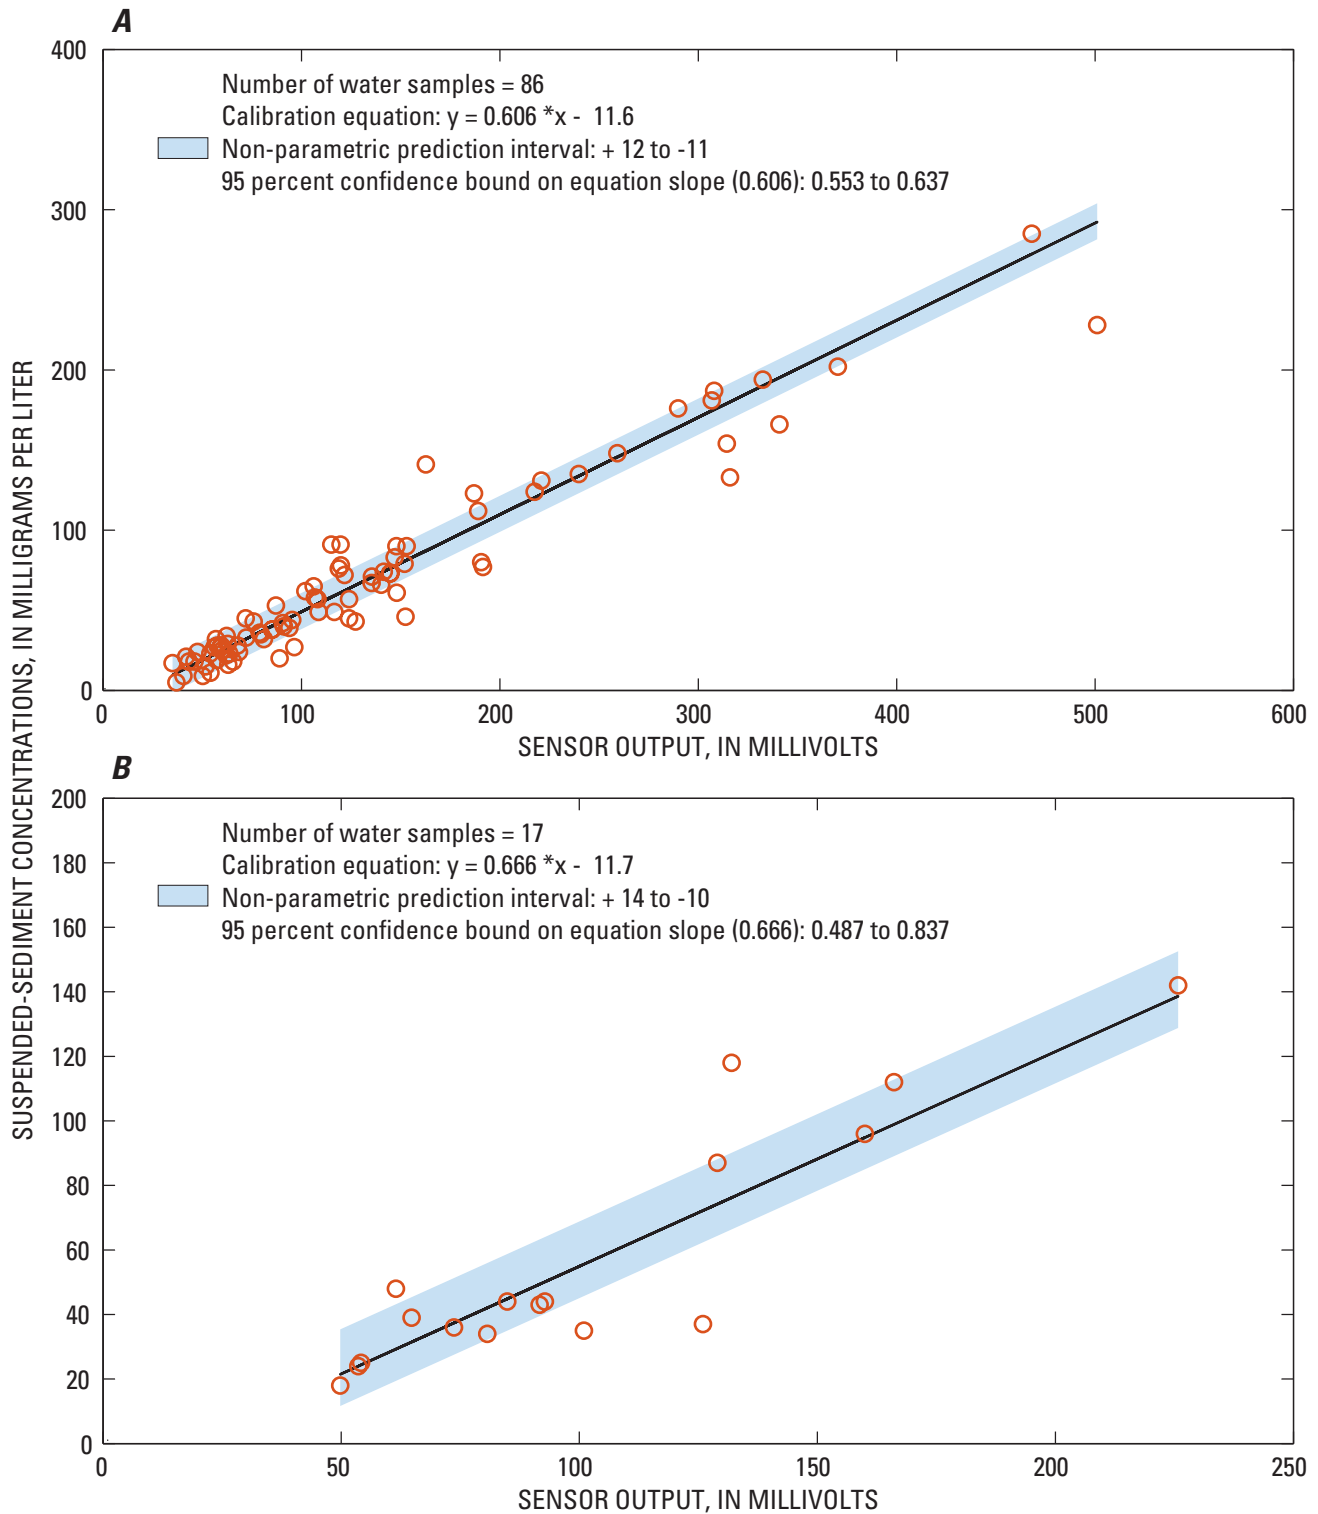 A
400
300
200
100
0
Number of water samples = 86
Calibration equation: y = 0.606 *x - 11.6
Non-parametric prediction interval: + 12 to -11
95 percent confidence bound on equation slope (0.606): 0.553 to 0.637
0 100 200 300 400 500 600
SENSOR OUTPUT, IN MILLIVOLTS
SUSPENDED-SEDIMENT CONCENTRATIONS, IN MILLIGRAMS PER LITER
B
200
180
160
140
120
100
80
60
40
20
0
Number of water samples = 17
Calibration equation: y = 0.666 *x - 11.7
Non-parametric prediction interval: + 14 to -10
95 percent confidence bound on equation slope (0.666): 0.487 to 0.837
0 50 100 150 200 250
SENSOR OUTPUT, IN MILLIVOLTS